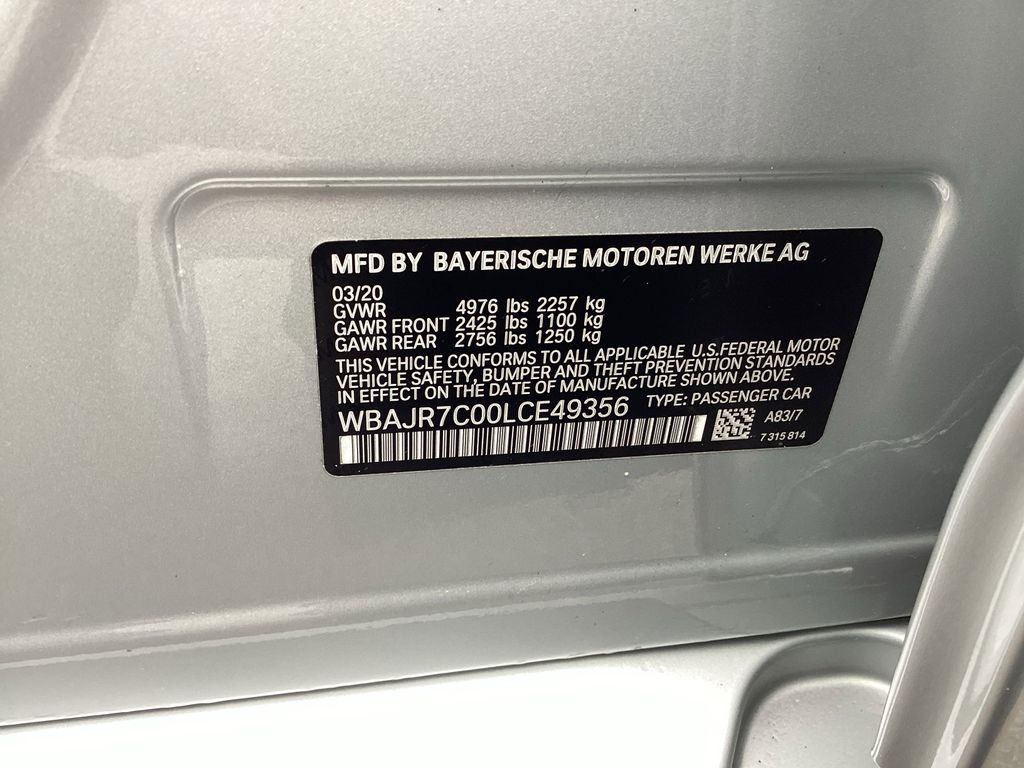 MFD BY BAYERISCHE MOTOREN WERKE AG
03/20
GVWR 4976 lbs 2257 kg
GAWR FRONT 2425 lbs 1100 kg
GAWR REAR 2756 lbs 1250 kg
THIS VEHICLE CONFORMS TO ALL APPLICABLE U.S.FEDERAL MOTOR
VEHICLE SAFETY, BUMPER AND THEFT PREVENTION STANDARDS
IN EFFECT ON THE DATE OF MANUFACTURE SHOWN ABOVE.
WBAJR7C00LCE49356 TYPE: PASSENGER CAR
A83/7
7 315 814